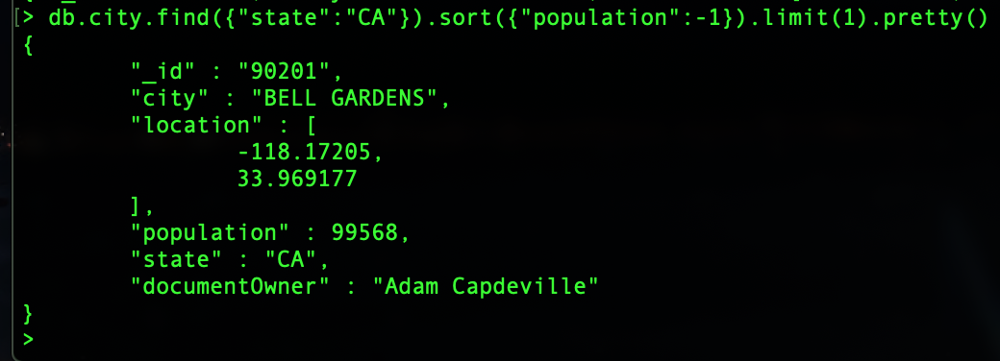 [> db.city.find({"state":"CA"}).sort({"population":-1}).limit(1).pretty()
{
"_id" : "90201",
"city" : "BELL GARDENS",
"location" : [
-118.17205,
33.969177
],
"population" : 99568,
"state" : "CA",
"documentOwner" : "Adam Capdeville"
}
>